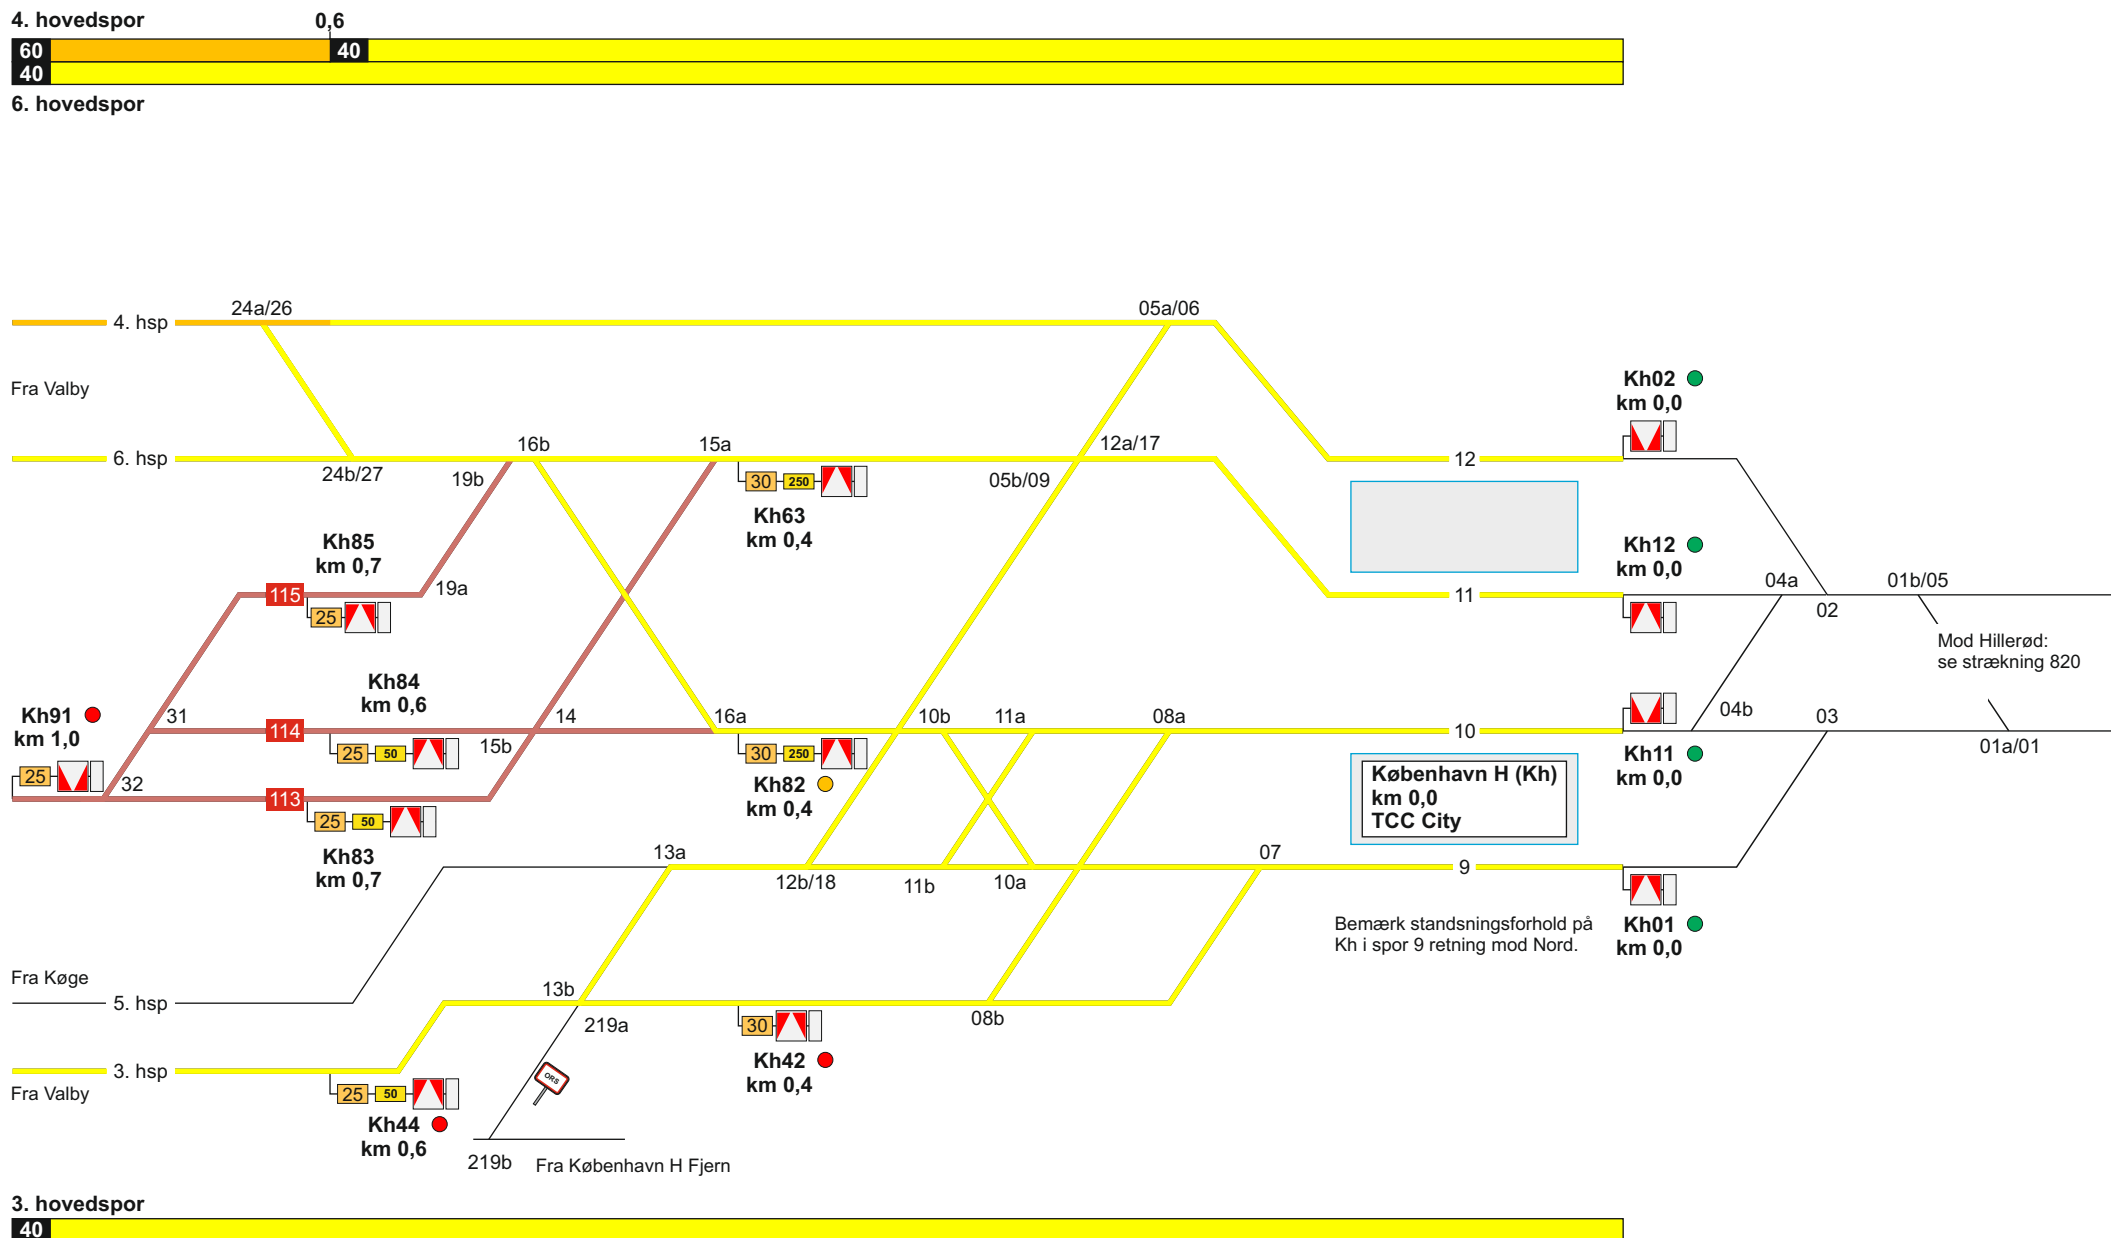 4. hovedspor
0,6
60
40
40
6. hovedspor
24a/26
05a/06
4. hsp
Kh02
km 0,0
Fra Valby
16b
15a
12a/17
6. hsp
12
24b/27
19b
30
250
05b/09
Kh63
km 0,4
Kh85
km 0,7
Kh12
km 0,0
19a
04a
01b/05
115
11
02
25
Mod Hillerød:
se strækning 820
Kh84
km 0,6
Kh91
km 1,0
31
14
16a
10b
11a
08a
04b
03
114
10
15b
01a/01
25
50
30
250
Kh11
km 0,0
København H (Kh)
km 0,0
TCC City
25
32
Kh82
km 0,4
113
25
50
Kh83
km 0,7
13a
07
9
12b/18
11b
10a
Bemærk standsningsforhold på
Kh i spor 9 retning mod Nord.
Kh01
km 0,0
Fra Køge
13b
5. hsp
219a
08b
30
Kh42
km 0,4
3. hsp
ORS
Fra Valby
25
50
Kh44
km 0,6
219b
Fra København H Fjern
3. hovedspor
40